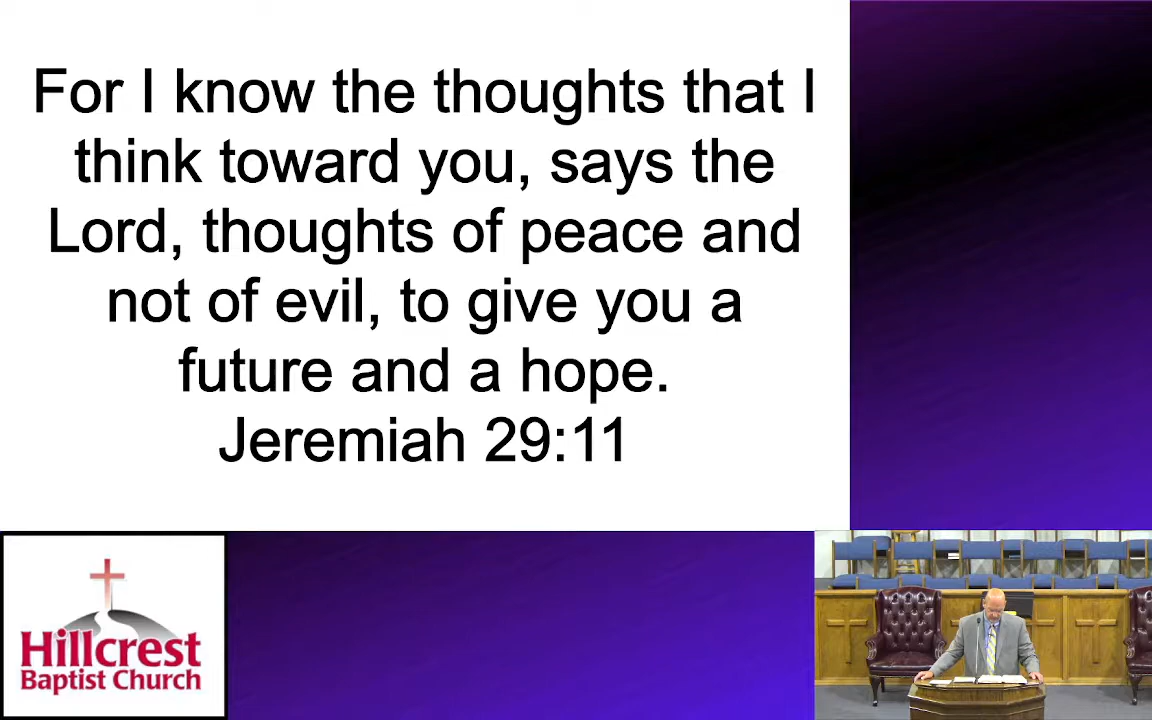 For I know the thoughts that I
think toward you, says the
Lord, thoughts of peace and
not of evil, to give you a
future and a hope.
Jeremiah 29:11
Hillcrest
Baptist Church